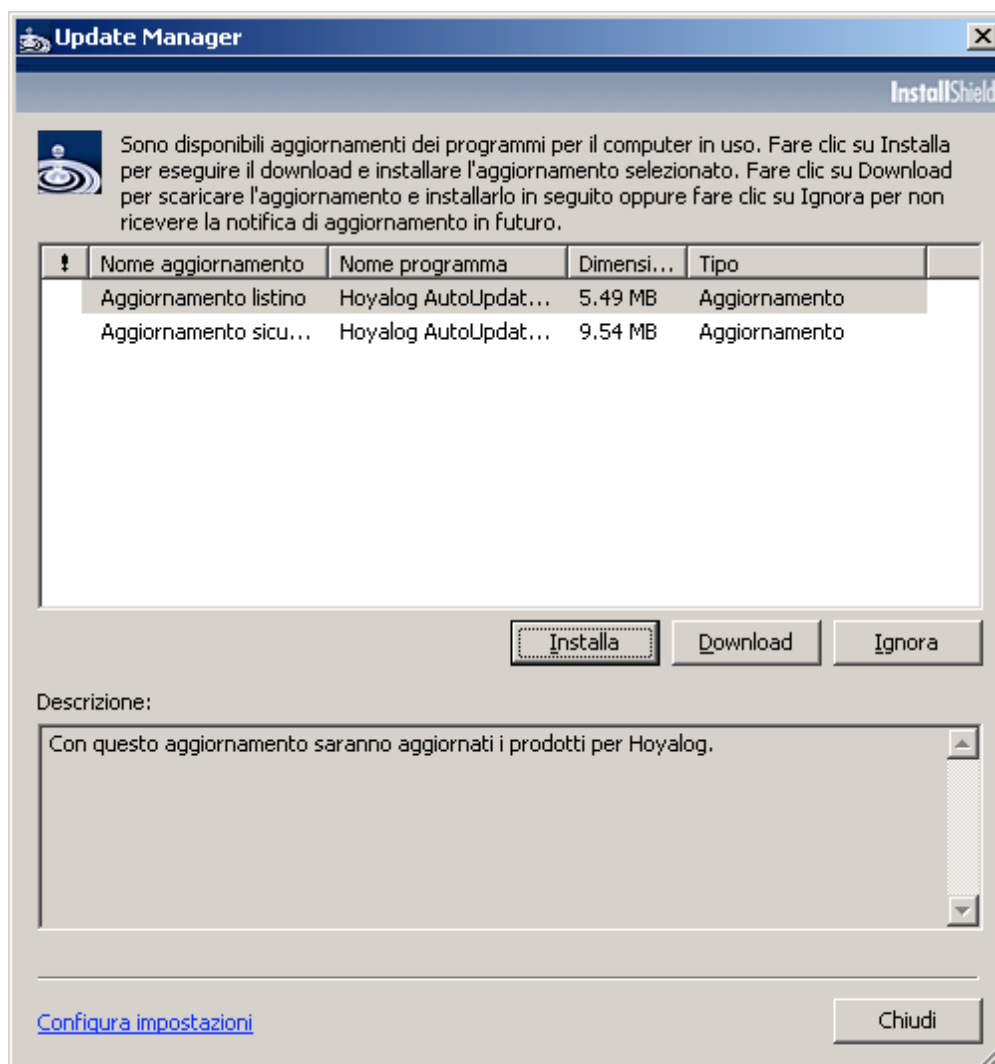 Update Manager
InstallShield
Sono disponibili aggiornamenti dei programmi per il computer in uso. Fare clic su Installa
per eseguire il download e installare l'aggiornamento selezionato. Fare clic su Download
per scaricare l'aggiornamento e installarlo in seguito oppure fare clic su Ignora per non
ricevere la notifica di aggiornamento in futuro.
! Nome aggiornamento Nome programma Dimensi... Tipo
Aggiornamento listino Hoyalog AutoUpdat... 5.49 MB Aggiornamento
Aggiornamento sicu... Hoyalog AutoUpdat... 9.54 MB Aggiornamento
Installa Download Ignora
Descrizione:
Con questo aggiornamento saranno aggiornati i prodotti per Hoyalog.
Configura impostazioni Chiudi